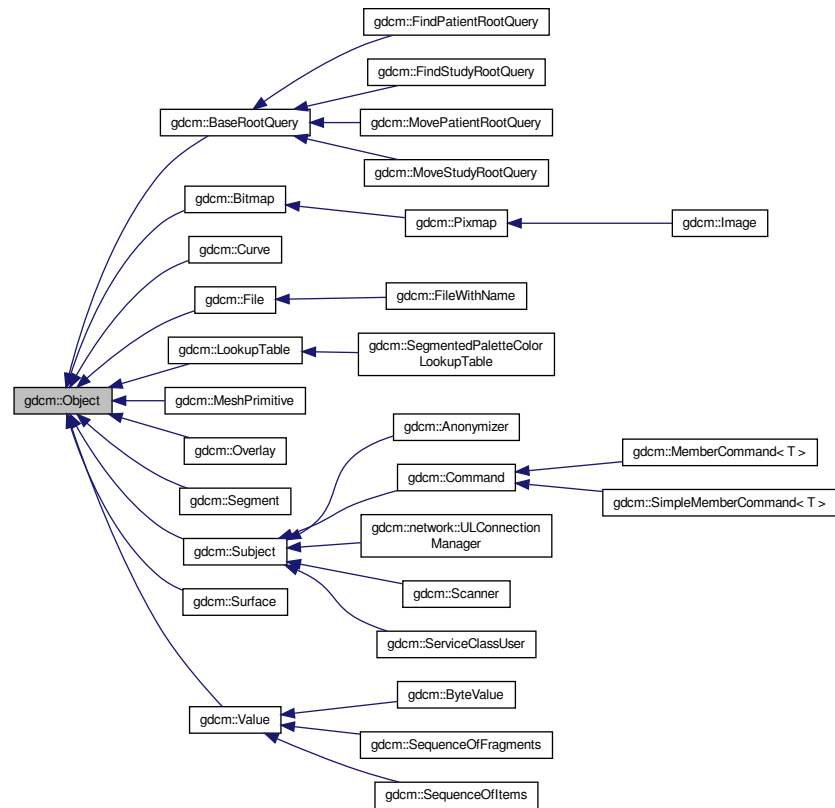 gdcm::FindPatientRootQuery
gdcm::FindStudyRootQuery
gdcm::BaseRootQuery
gdcm::MovePatientRootQuery
gdcm::MoveStudyRootQuery
gdcm::Bitmap
gdcm::Pixmap
gdcm::Image
gdcm::Curve
gdcm::File
gdcm::FileWithName
gdcm::LookupTable
gdcm::SegmentedPaletteColor
LookupTable
gdcm::Object
gdcm::MeshPrimitive
gdcm::Overlay
gdcm::Anonymizer
gdcm::Segment
gdcm::Command
gdcm::MemberCommand< T >
gdcm::SimpleMemberCommand< T >
gdcm::Subject
gdcm::network::ULConnection
Manager
gdcm::Surface
gdcm::Scanner
gdcm::ServiceClassUser
gdcm::Value
gdcm::ByteValue
gdcm::SequenceOfFragments
gdcm::SequenceOfItems